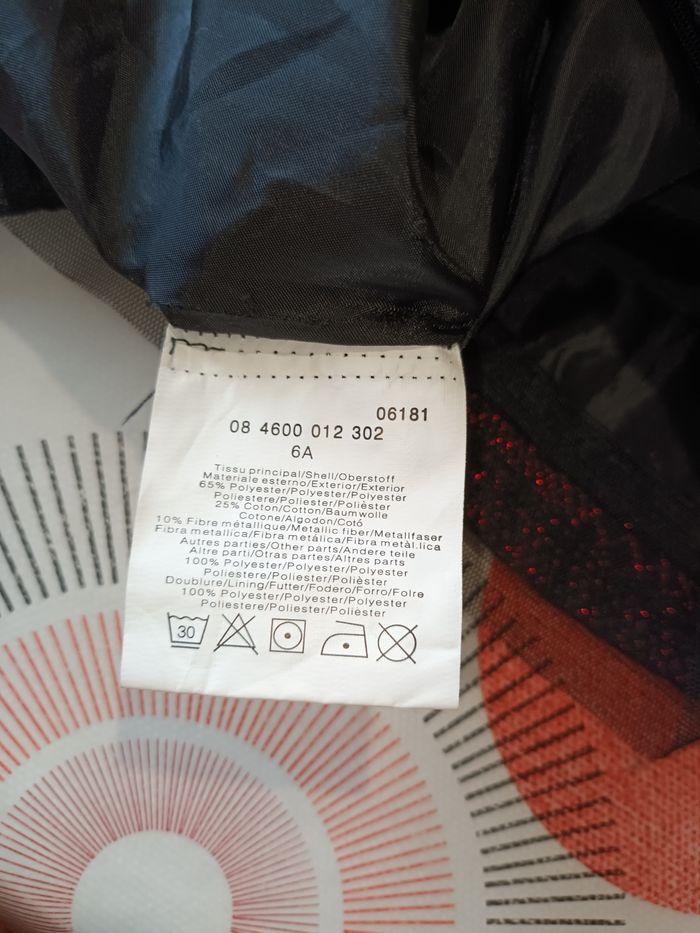 06181
08 4600 012 302
6A
Tissu principal/Shell/Oberstoff
Materiale esterno/Exterior/Exterior
65% Polyester/Polyester/Polyester
Poliestere/Poliester/Polièster
25% Coton/Cotton/Baumwolle
Cotone/Algodon/Cotó
10% Fibre métallique/Metallic fiber/Metallfaser
Fibra metallica/Fibra metálica/Fibra metàl.lica
Autres parties/Other parts/Andere teile
Altre parti/Otras partes/Altres parts
100% Polyester/Polyester/Polyester
Poliestere/Poliester/Polièster
Doublure/Lining/Futter/Fodero/Forro/Folre
100% Polyester/Polyester/Polyester
Poliestere/Poliester/Polièster
30